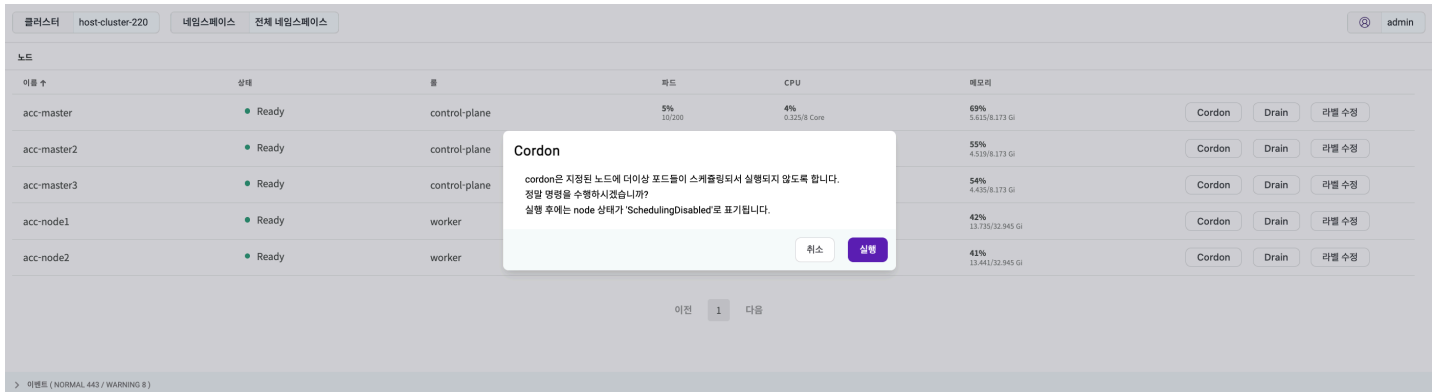 클러스터 host-cluster-220 네임스페이스 전체 네임스페이스 admin
노드
이름 상태 롤 파드 CPU 메모리
acc-master Ready control-plane 5% 4% 69% Cordon Drain 라벨 수정
10/200 0.325/8 Core 5.615/8.173 Gi
acc-master2 Ready control-plane 55% Cordon Drain 라벨 수정
4.519/8.173 Gi
acc-master3 Ready control-plane 54% Cordon Drain 라벨 수정
4.435/8.173 Gi
acc-node1 Ready worker 42% Cordon Drain 라벨 수정
13.735/32.945 Gi
acc-node2 Ready worker 41% Cordon Drain 라벨 수정
13.441/32.945 Gi
Cordon
cordon은 지정된 노드에 더이상 포드들이 스케쥴링되서 실행되지 않도록 합니다.
정말 명령을 수행하시겠습니까?
실행 후에는 node 상태가 'SchedulingDisabled'로 표기됩니다.
취소 실행
이전 1 다음
이벤트 ( NORMAL 443 / WARNING 8 )